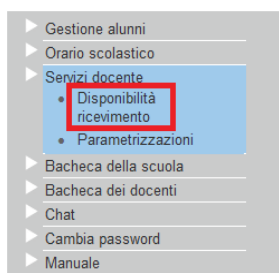 Gestione alunni
Orario scolastico
Servizi docente
Disponibilità
ricevimento
Parametrizzazioni
Bacheca della scuola
Bacheca dei docenti
Chat
Cambia password
Manuale